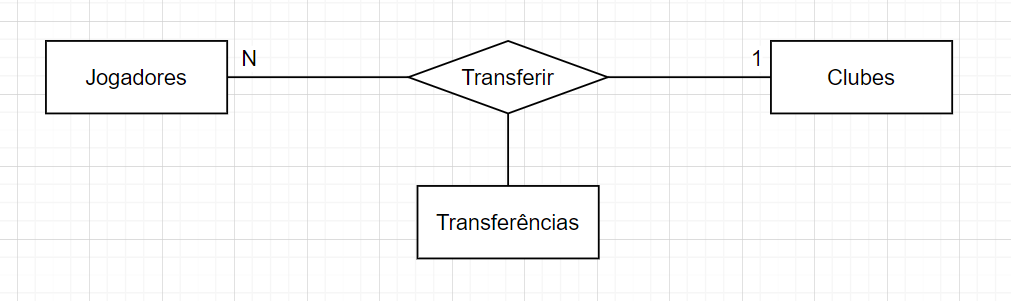 Jogadores
N
Transferir
1
Clubes
Transferências